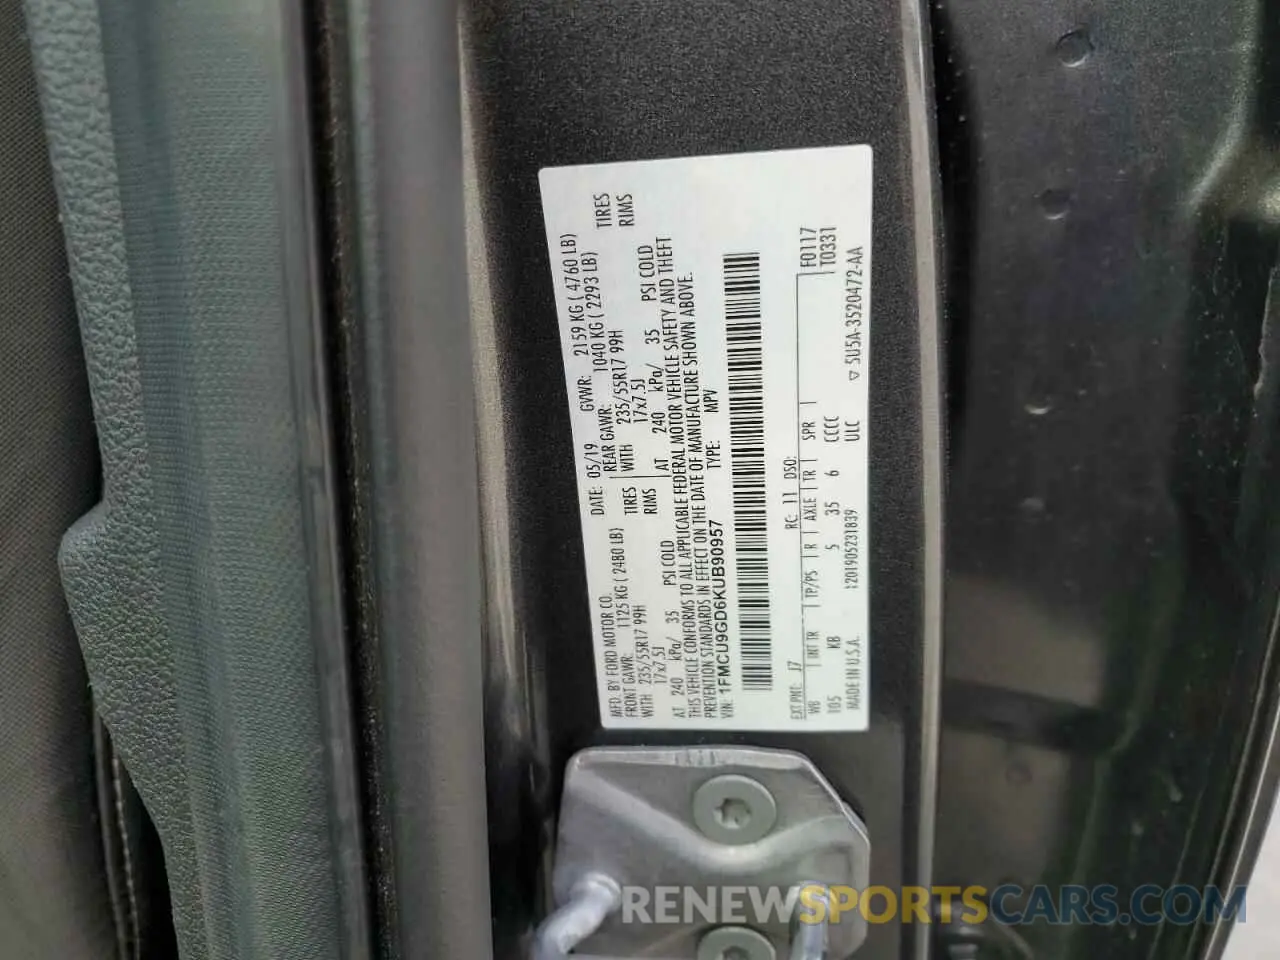 MFD. BY FORD MOTOR CO.
DATE: 05/19 GVWR: 2159 KG ( 4760 LB)
FRONT GAWR: 1125 KG ( 2480 LB) REAR GAWR: 1040 KG ( 2293 LB)
WITH 235/55R17 99H TIRES WITH 235/55R17 99H TIRES
17x7.5J RIMS 17x7.5J RIMS
AT 240 kPa/ 35 PSI COLD AT 240 kPa/ 35 PSI COLD
THIS VEHICLE CONFORMS TO ALL APPLICABLE FEDERAL MOTOR VEHICLE SAFETY AND THEFT
PREVENTION STANDARDS IN EFFECT ON THE DATE OF MANUFACTURE SHOWN ABOVE.
VIN: 1FMCU9GD6KUB90957 TYPE: MPV
EXT PNT: J7 RC: 11 DSO: F0117
WB INT TR TP/PS R AXLE TR SPR T0331
105 KB 5 35 6 CCCC
MADE IN U.S.A. 1201905231839 ULC ▽ 5U5A-3520472-AA
RENEWSPORTSCARS.COM